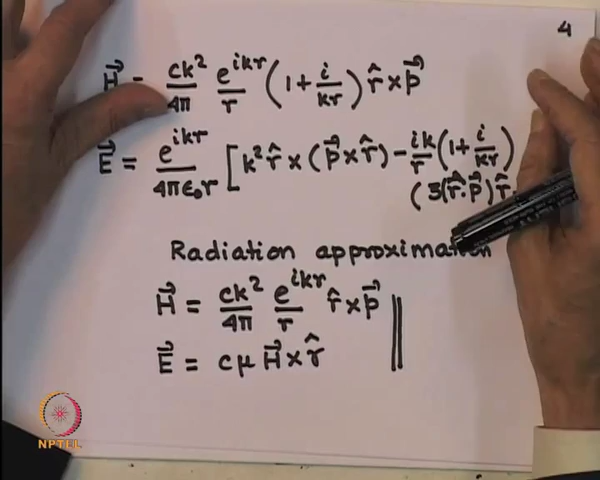 4
H⃗ = ck²/4π e^{ikr}/r (1 + i/kr) r̂ × p⃗
E⃗ = e^{ikr}/4πϵ₀r [k² r̂ × (p⃗ × r̂) − ik/r (1 + i/kr)
(3(r̂·p⃗)r̂
Radiation approximation
H⃗ = ck²/4π e^{ikr}/r r̂ × p⃗
E⃗ = cμ H⃗ × r̂
NPTEL